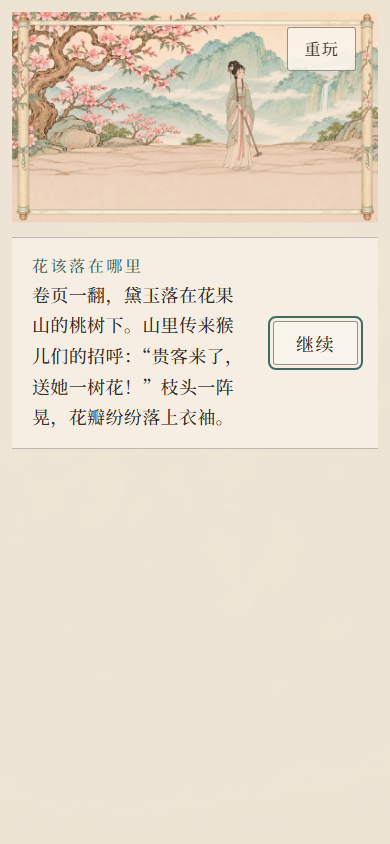 重玩
花该落在哪里
卷页一翻，黛玉落在花果
山的桃树下。山里传来猴
儿们的招呼：“贵客来了，
送她一树花！”枝头一阵
晃，花瓣纷纷落上衣袖。
继续